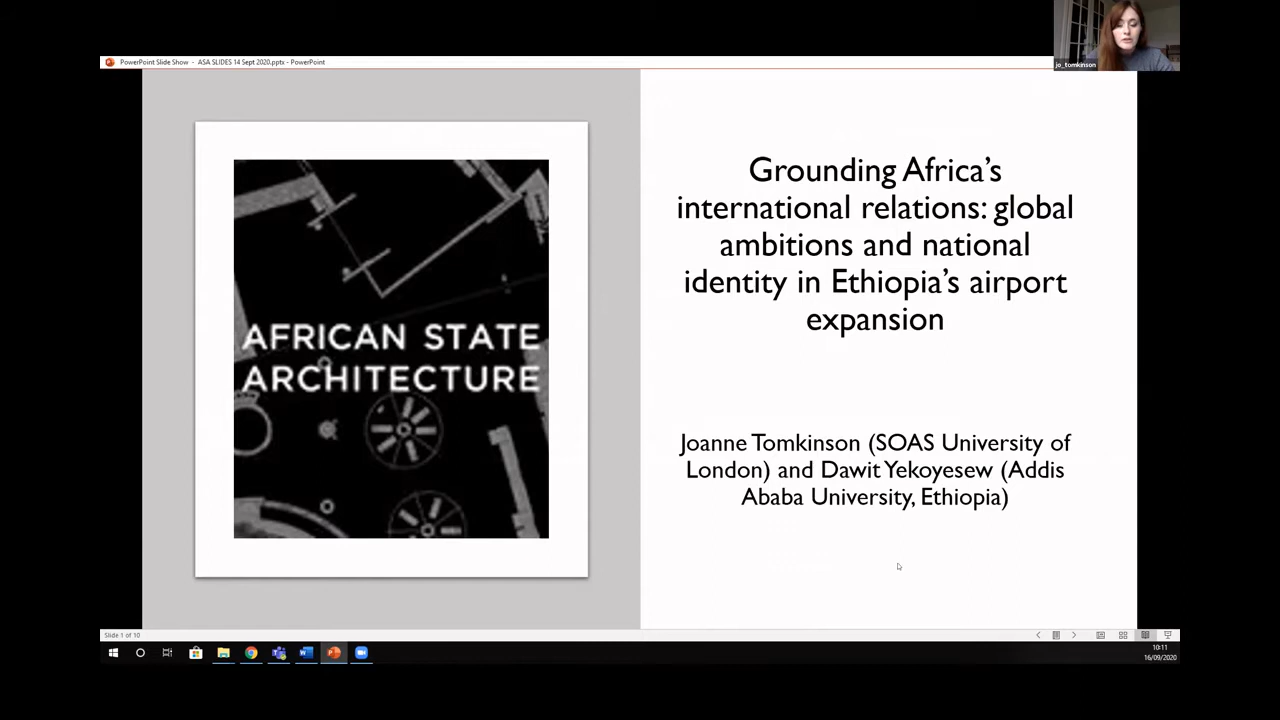 PowerPoint Slide Show - ASA SLIDES 14 Sept 2020.pptx - PowerPoint
jo_tomkinson
AFRICAN STATE
ARCHITECTURE
Grounding Africa's
international relations: global
ambitions and national
identity in Ethiopia's airport
expansion
Joanne Tomkinson (SOAS University of
London) and Dawit Yekoyesew (Addis
Ababa University, Ethiopia)
Slide 1 of 10
10:11
16/09/2020